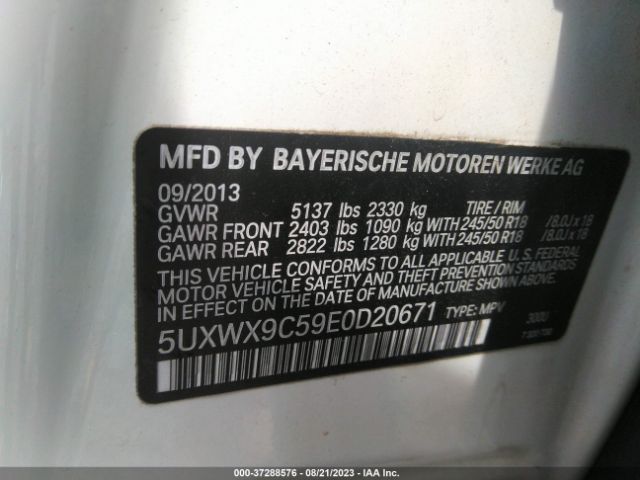 MFD BY BAYERISCHE MOTOREN WERKE AG
09/2013
GVWR 5137 lbs 2330 kg TIRE / RIM
GAWR FRONT 2403 lbs 1090 kg WITH 245/50 R18 / 8.0J x 18
GAWR REAR 2822 lbs 1280 kg WITH 245/50 R18 / 8.0J x 18
THIS VEHICLE CONFORMS TO ALL APPLICABLE U. S. FEDERAL
MOTOR VEHICLE SAFETY AND THEFT PREVENTION STANDARDS
IN EFFECT ON THE DATE OF MANUFACTURE SHOWN ABOVE.
5UXWX9C59E0D20671 TYPE: MPV
000-37288576 - 08/21/2023 - IAA Inc.